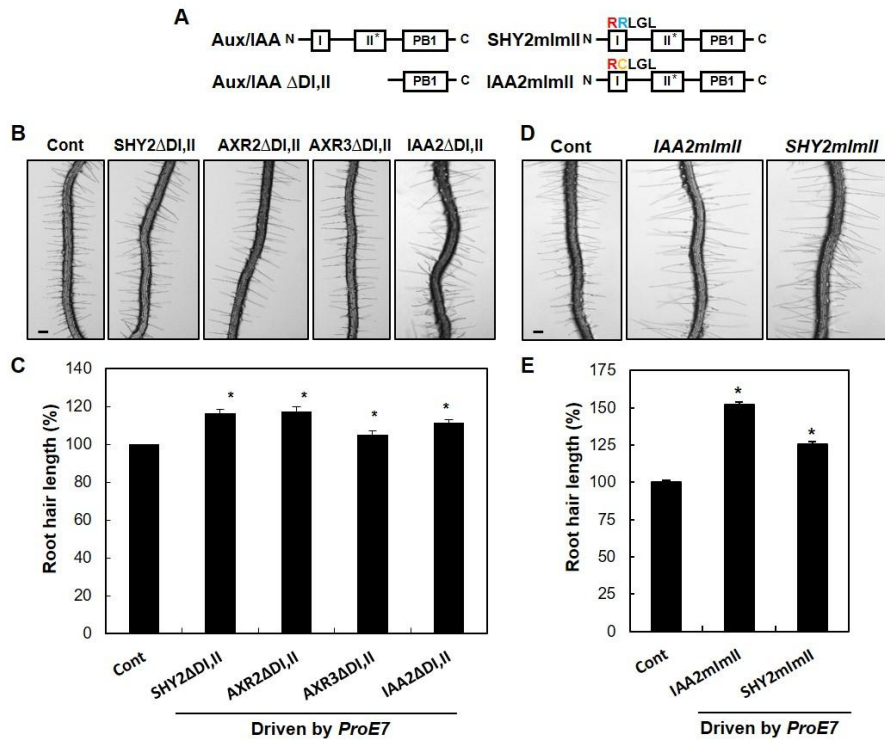 A
Aux/IAA N I II* PB1 C
Aux/IAA ΔDI,II PB1 C
RRLGL
SHY2mImII N I II* PB1 C
RCLGL
IAA2mImII N I II* PB1 C
B
Cont SHY2ΔDI,II AXR2ΔDI,II AXR3ΔDI,II IAA2ΔDI,II
D
Cont IAA2mImII SHY2mImII
C
Root hair length (%)
140
120
100
80
60
40
20
0
* * * *
Cont SHY2ΔDI,II AXR2ΔDI,II AXR3ΔDI,II IAA2ΔDI,II
Driven by ProE7
E
Root hair length (%)
175
150
125
100
75
50
25
0
* *
Cont IAA2mImII SHY2mImII
Driven by ProE7